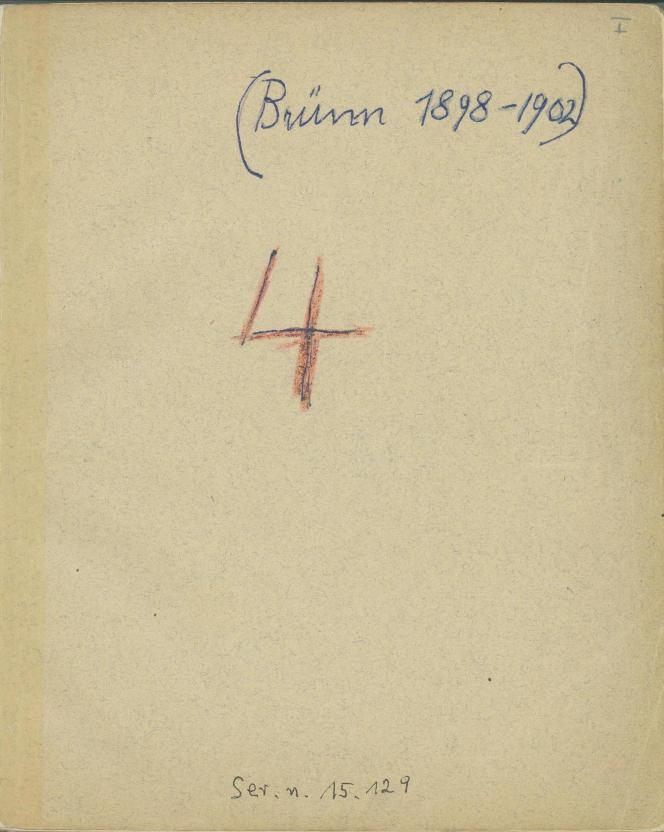 I
(Brünn 1898-1902)
4
Ser. n. 15.129